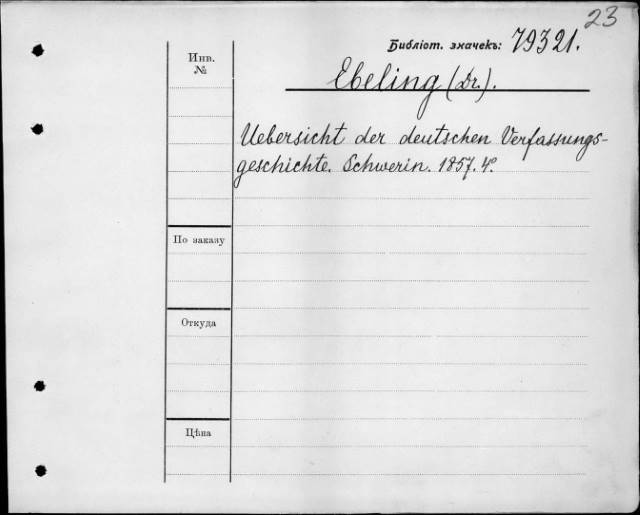 23
Библіот. значекъ: 79321.
Инв.
№
Ebeling (Dr.).
Uebersicht der deutschen Verfassungs-
geschichte. Schwerin. 1857. 4°
По заказу
Откуда
Цѣна